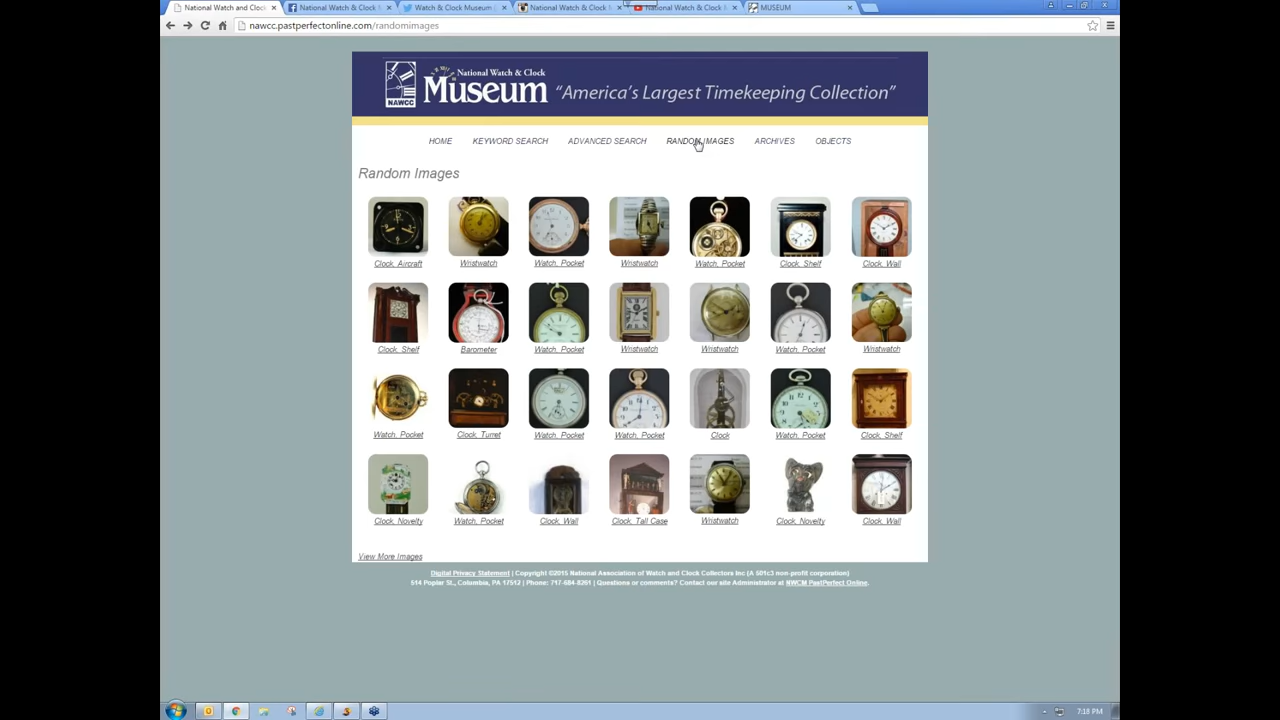 National Watch and Clock
National Watch & Clock M
Watch & Clock Museum
National Watch & Clock M
National Watch & Clock M
MUSEUM
nawcc.pastperfectonline.com/randomimages
NAWCC
National Watch & Clock
Museum
"America's Largest Timekeeping Collection"
HOME KEYWORD SEARCH ADVANCED SEARCH RANDOM IMAGES ARCHIVES OBJECTS
Random Images
Clock, Aircraft Wristwatch Watch, Pocket Wristwatch Watch, Pocket Clock, Shelf Clock, Wall
Clock, Shelf Barometer Watch, Pocket Wristwatch Wristwatch Watch, Pocket Wristwatch
Watch, Pocket Clock, Turret Watch, Pocket Watch, Pocket Clock Watch, Pocket Clock, Shelf
Clock, Novelty Watch, Pocket Clock, Wall Clock, Tall Case Wristwatch Clock, Novelty Clock, Wall
View More Images
Digital Privacy Statement | Copyright ©2015 National Association of Watch and Clock Collectors Inc (A 501c3 non-profit corporation)
514 Poplar St., Columbia, PA 17512 | Phone: 717-684-8261 | Questions or comments? Contact our site Administrator at NWCM PastPerfect Online.
7:18 PM